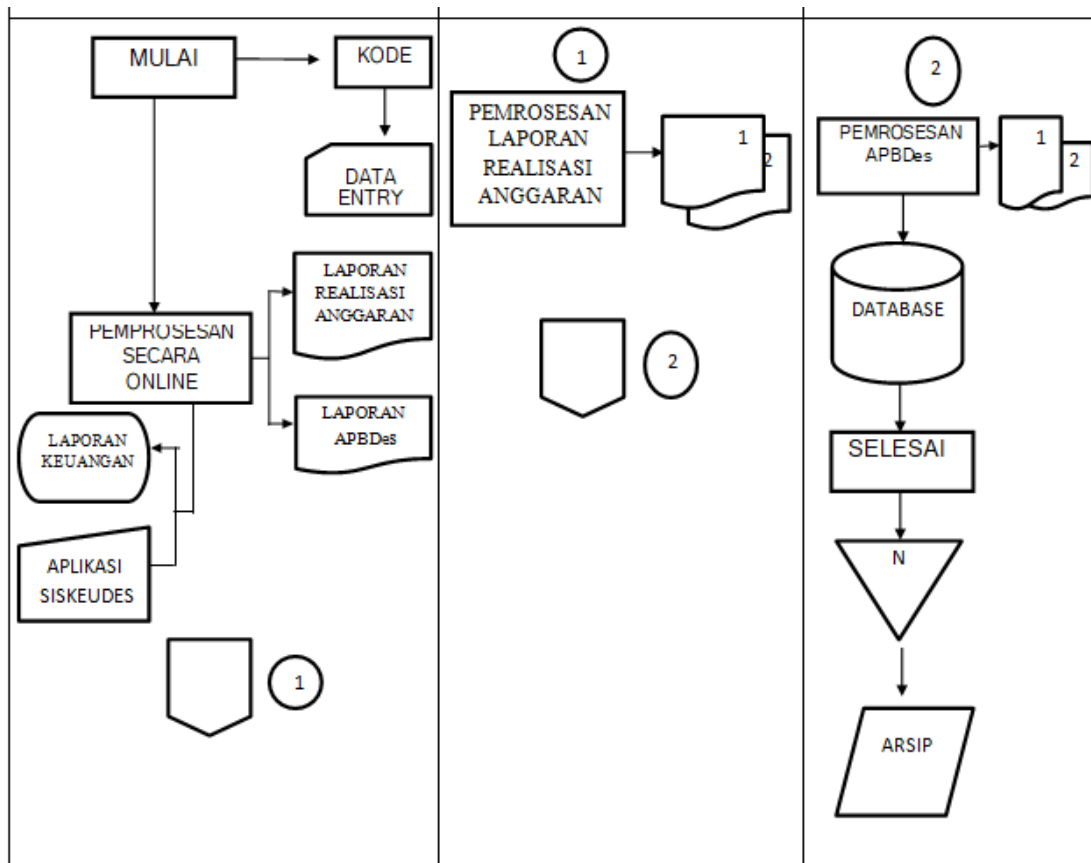 MULAI
KODE
DATA
ENTRY
PEMPROSESAN
SECARA
ONLINE
LAPORAN
REALISASI
ANGGARAN
LAPORAN
APBDes
LAPORAN
KEUANGAN
APLIKASI
SISKEUDES
1
1
PEMROSESAN
LAPORAN
REALISASI
ANGGARAN
1
2
2
2
PEMROSESAN
APBDes
1
2
DATABASE
SELESAI
N
ARSIP